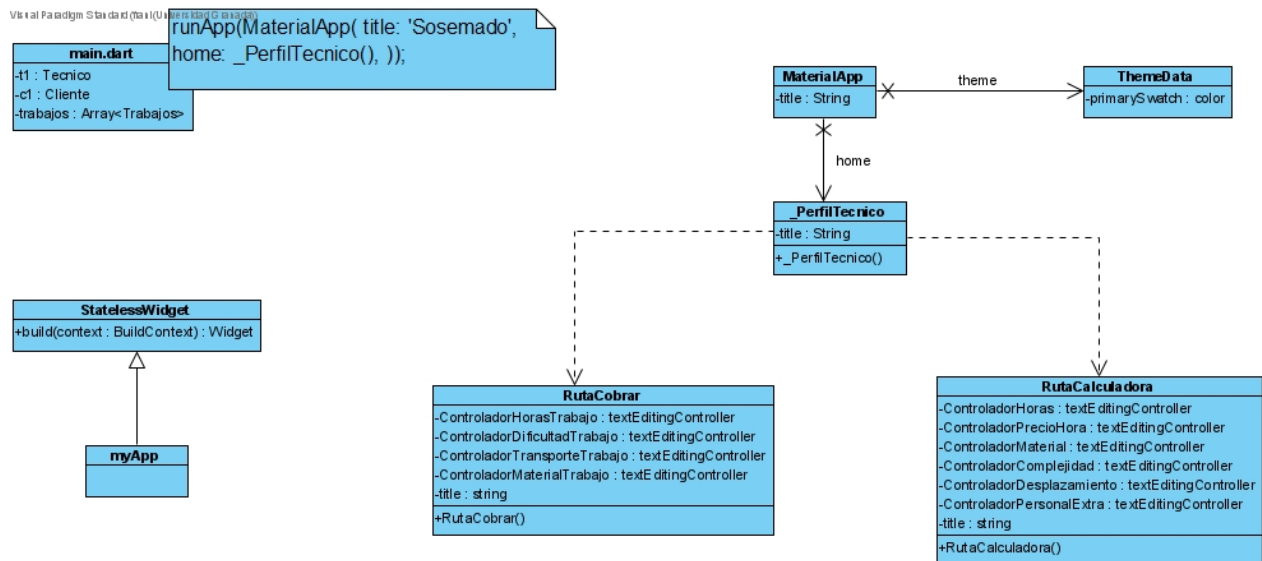 Visual Paradigm Standard(Yaul(Universidad Granada))
runApp(MaterialApp( title: 'Sosemado',
home: _PerfilTecnico(), ));
main.dart
-t1 : Tecnico
-c1 : Cliente
-trabajos : Array<Trabajos>
MaterialApp
-title : String
theme
ThemeData
-primarySwatch : color
home
_PerfilTecnico
-title : String
+_PerfilTecnico()
StatelessWidget
+build(context : BuildContext) : Widget
myApp
RutaCobrar
-ControladorHorasTrabajo : textEditingController
-ControladorDificultadTrabajo : textEditingController
-ControladorTransporteTrabajo : textEditingController
-ControladorMaterialTrabajo : textEditingController
-title : string
+RutaCobrar()
RutaCalculadora
-ControladorHoras : textEditingController
-ControladorPrecioHora : textEditingController
-ControladorMaterial : textEditingController
-ControladorComplejidad : textEditingController
-ControladorDesplazamiento : textEditingController
-ControladorPersonalExtra : textEditingController
-title : string
+RutaCalculadora()